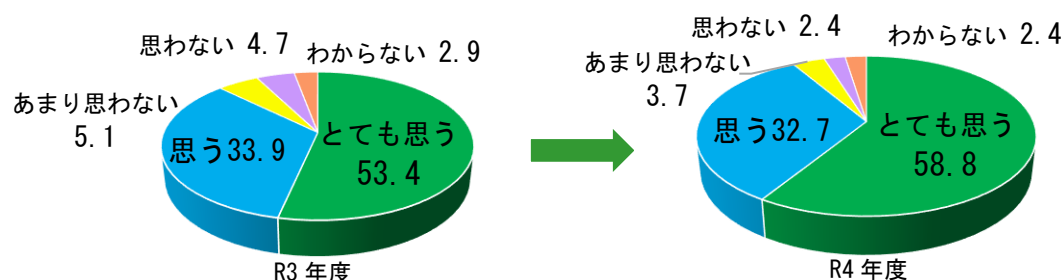 思わない 4.7
わからない 2.9
あまり思わない
5.1
思う33.9
とても思う
53.4
R3 年度
思わない 2.4
わからない 2.4
あまり思わない
3.7
思う32.7
とても思う
58.8
R4 年度